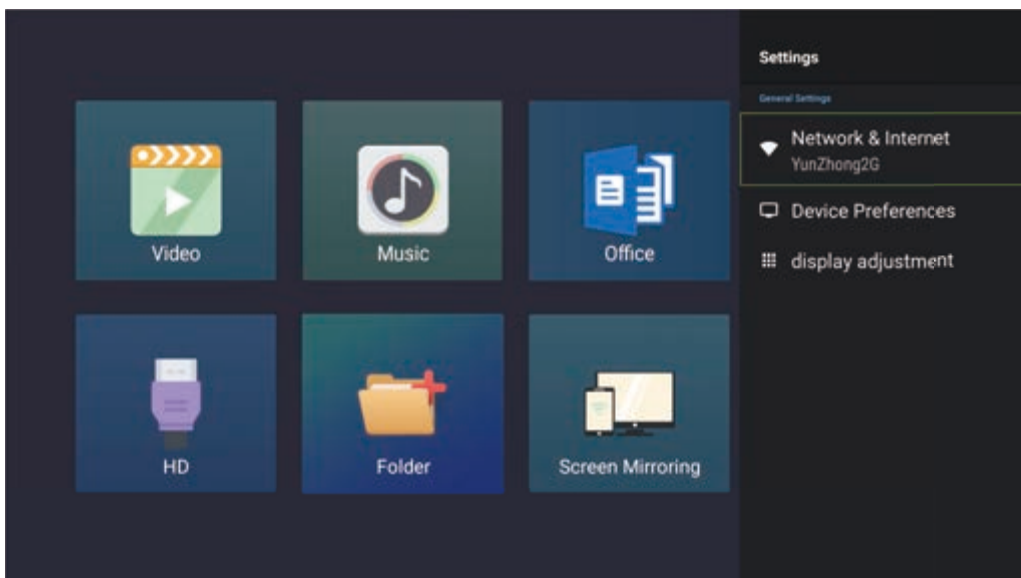 Settings
General Settings
Network & Internet
YunZhong2G
Device Preferences
display adjustment
Video
Music
Office
HD
Folder
Screen Mirroring